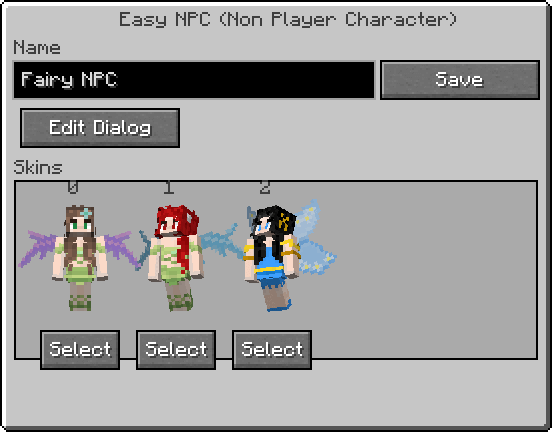 Easy NPC (Non Player Character)
Name
Fairy NPC Save
Edit Dialog
Skins
0 1 2
Select Select Select